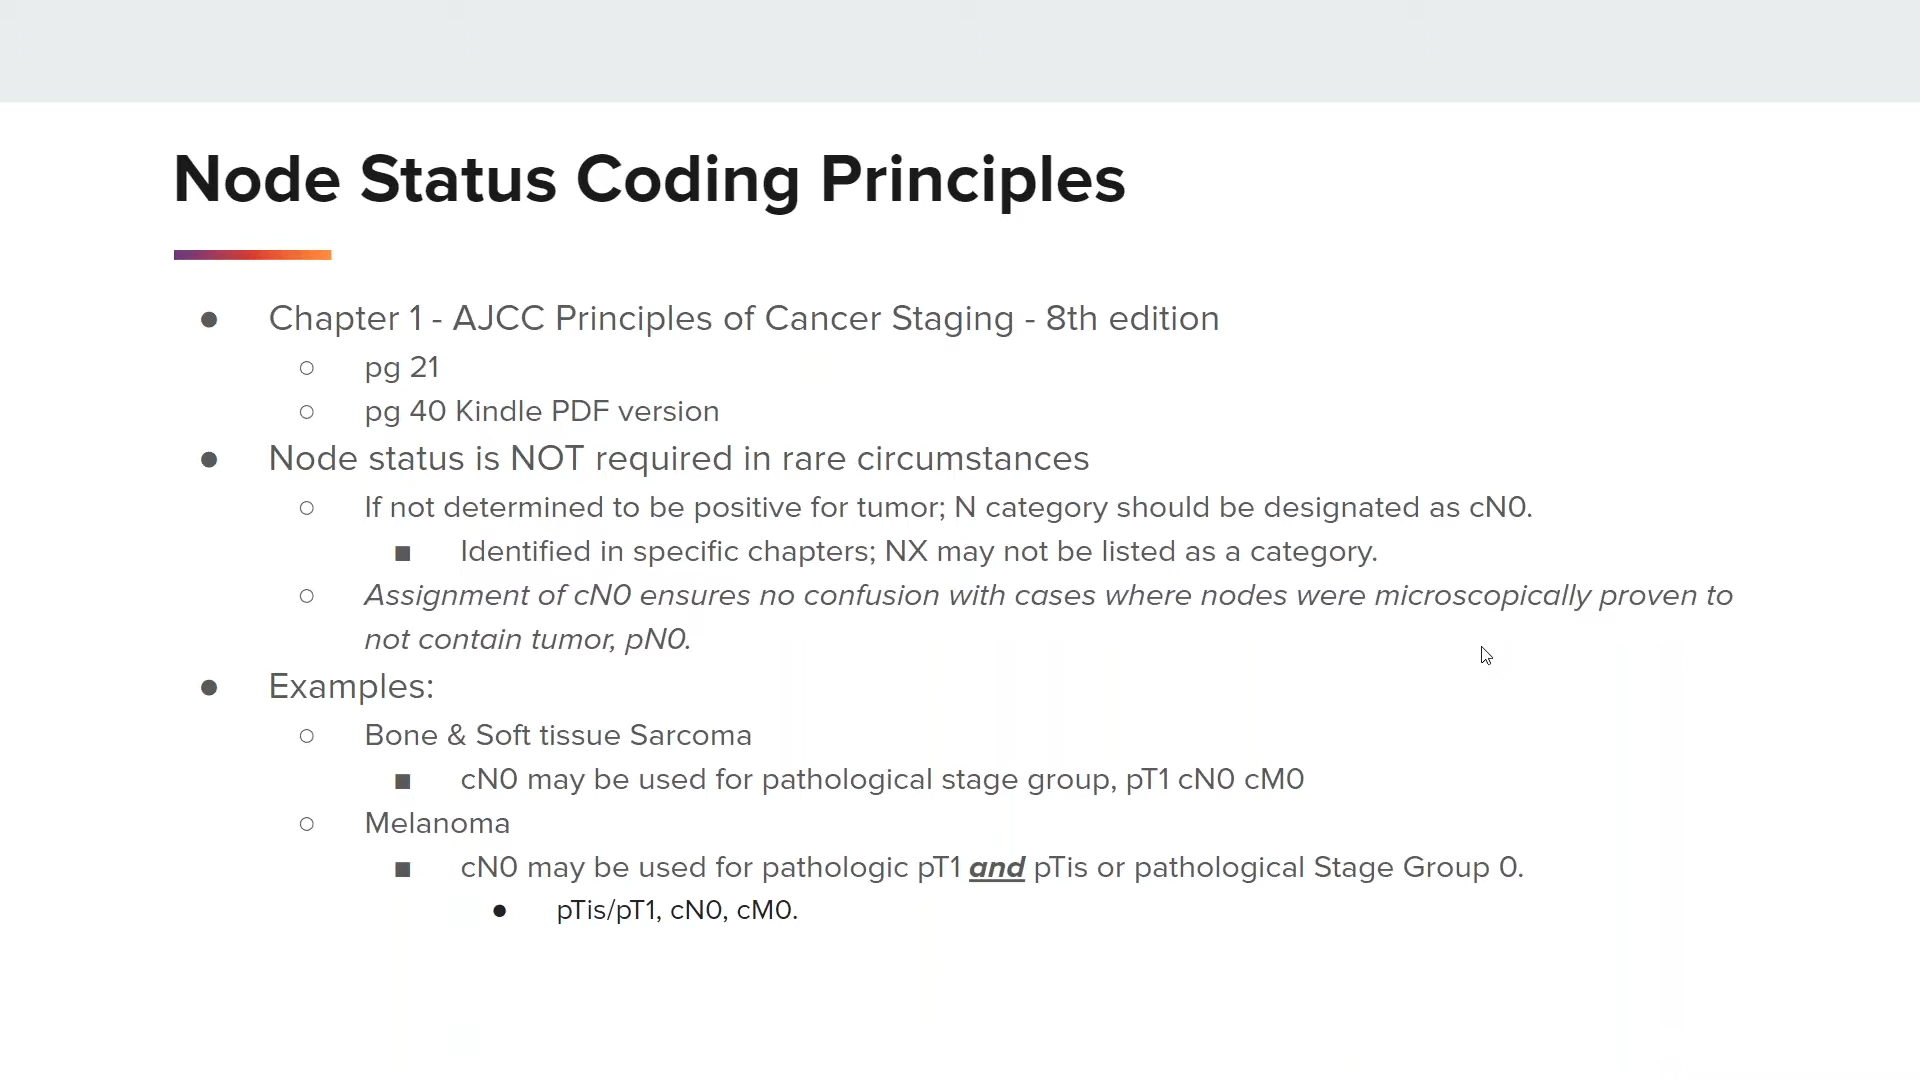 Node Status Coding Principles
● Chapter 1 - AJCC Principles of Cancer Staging - 8th edition
○ pg 21
○ pg 40 Kindle PDF version
● Node status is NOT required in rare circumstances
○ If not determined to be positive for tumor; N category should be designated as cN0.
■ Identified in specific chapters; NX may not be listed as a category.
○ Assignment of cN0 ensures no confusion with cases where nodes were microscopically proven to
not contain tumor, pN0.
● Examples:
○ Bone & Soft tissue Sarcoma
■ cN0 may be used for pathological stage group, pT1 cN0 cM0
○ Melanoma
■ cN0 may be used for pathologic pT1 and pTis or pathological Stage Group 0.
● pTis/pT1, cN0, cM0.